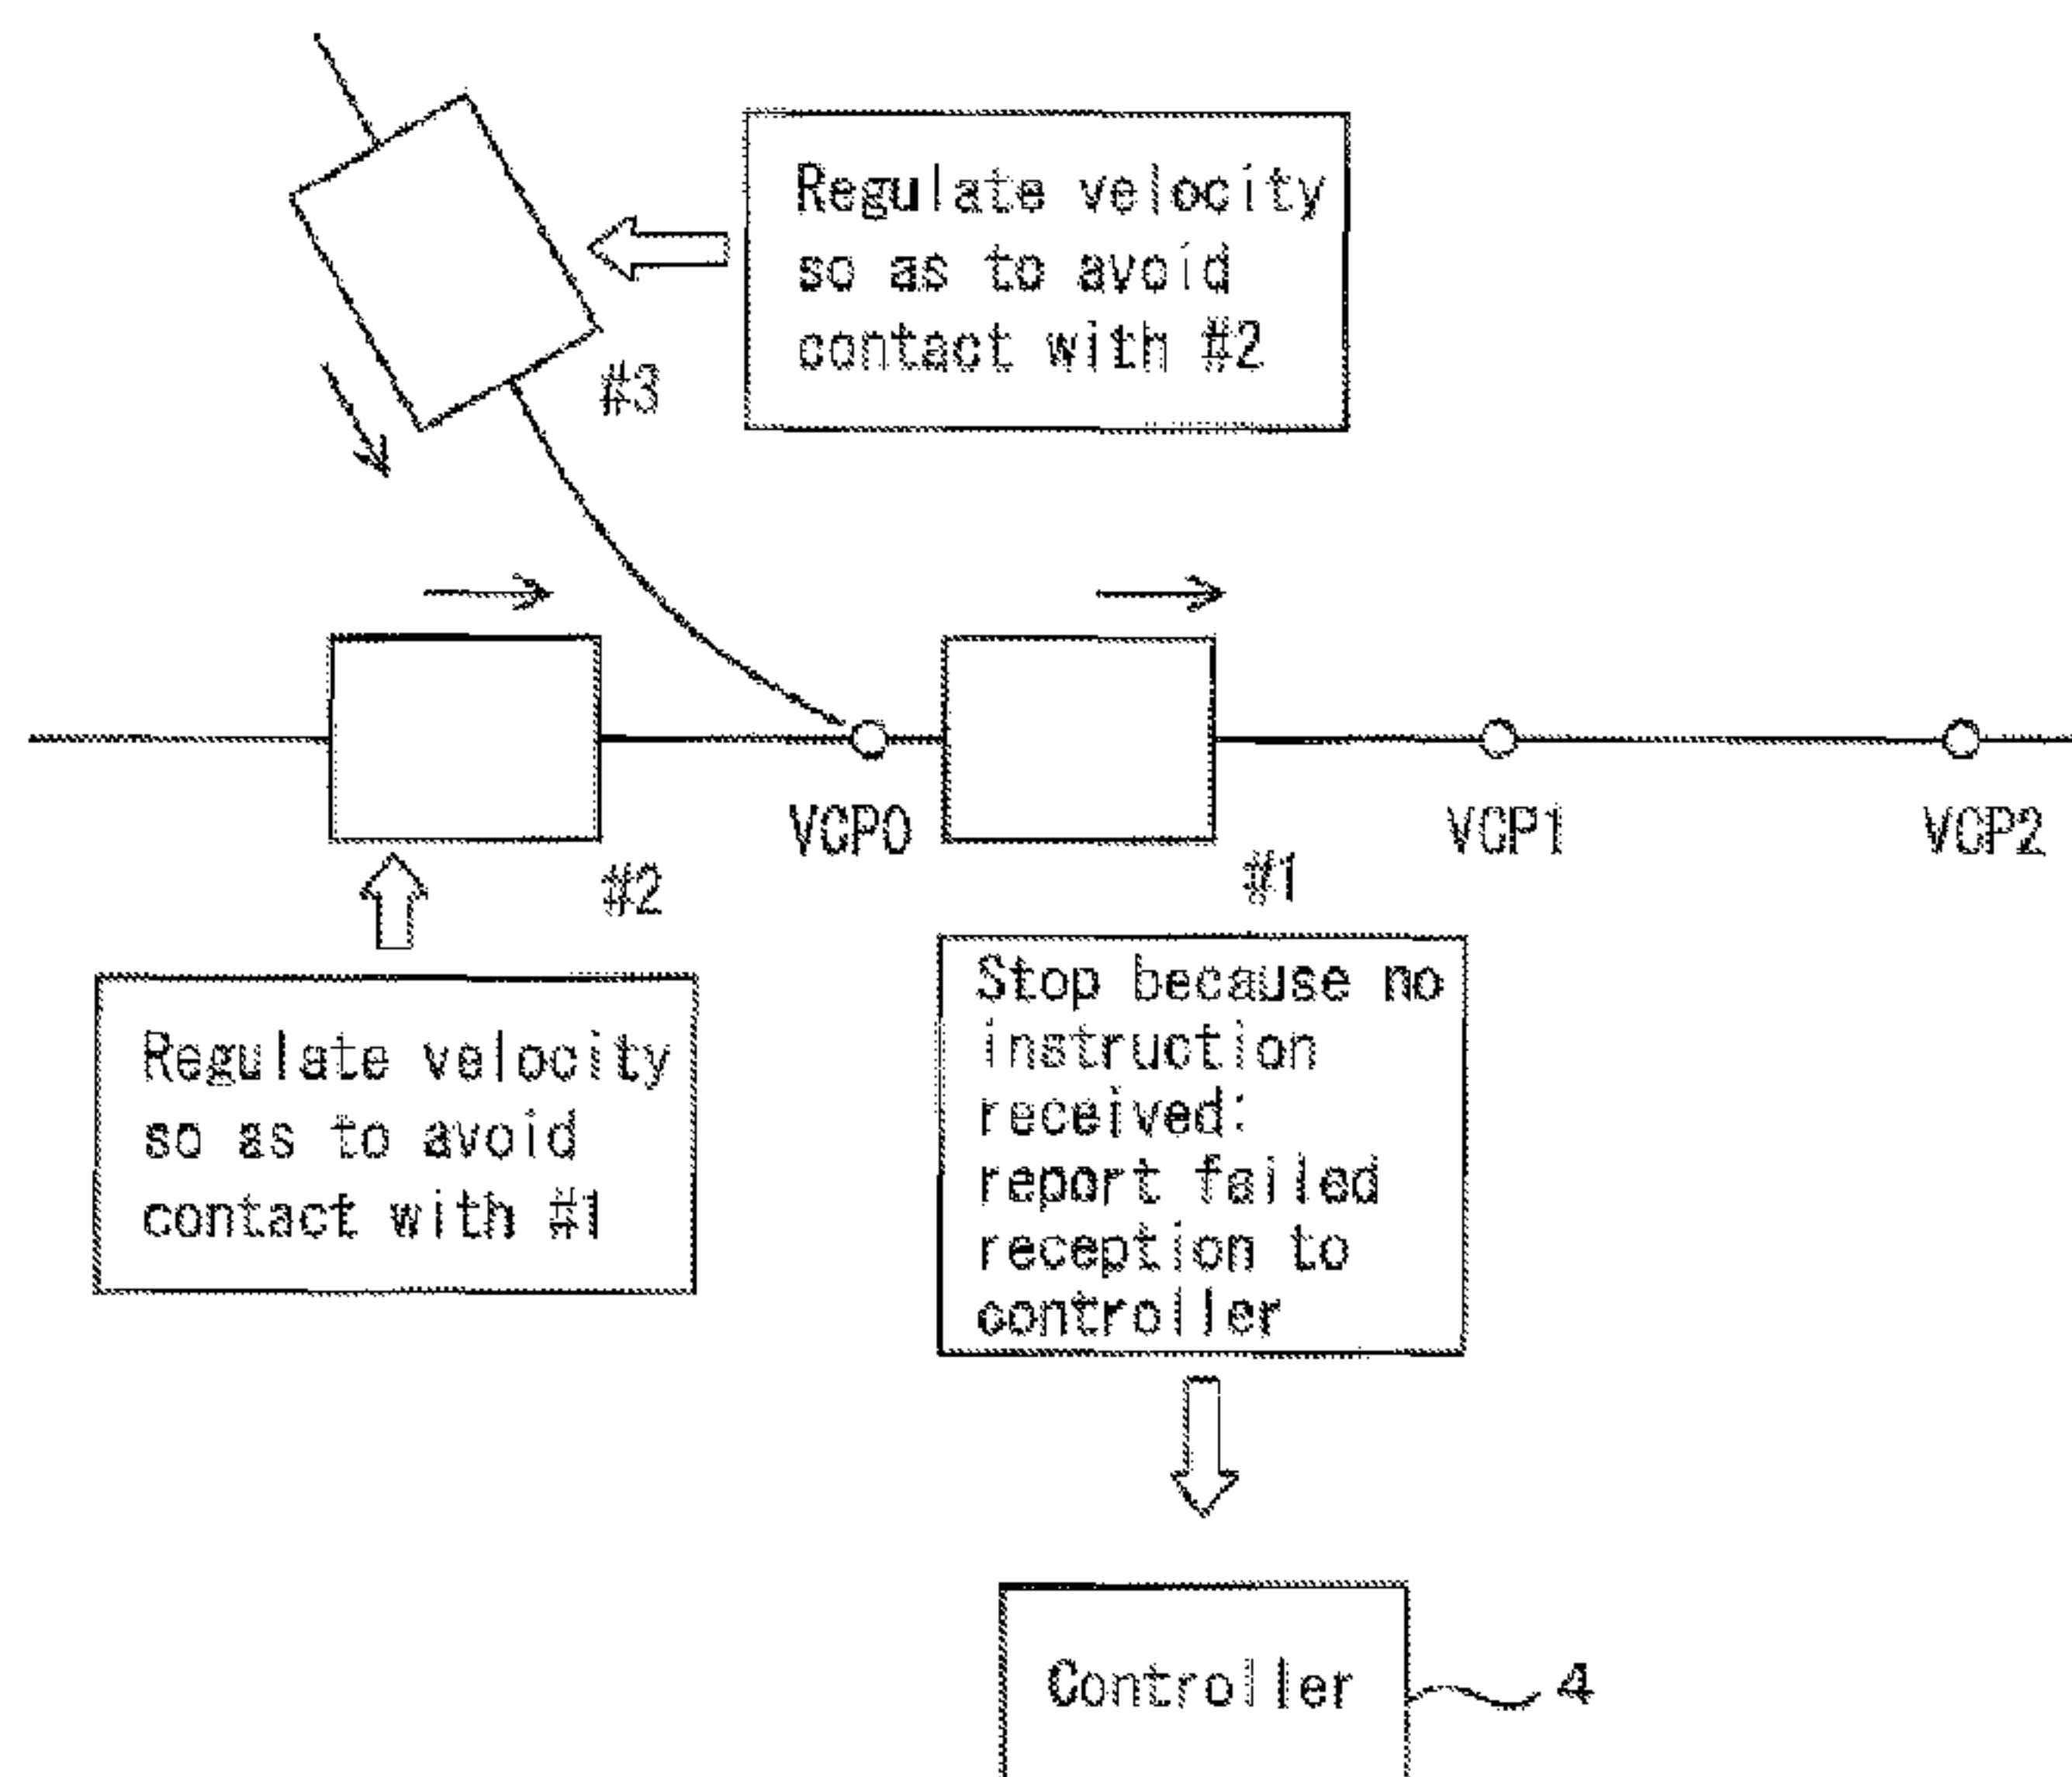 Regulate velocity
so as to avoid
contact with #2
#3
VCP0
VCP1
VCP2
#2
#1
Regulate velocity
so as to avoid
contact with #1
Stop because no
instruction
received:
report failed
reception to
controller
Controller
4